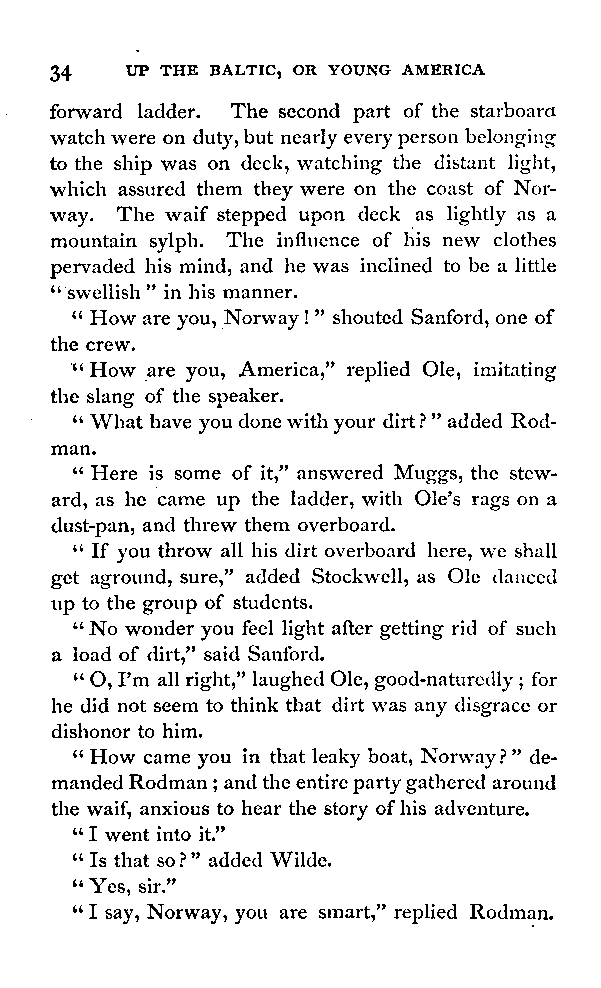 34 UP THE BALTIC, OR YOUNG AMERICA
forward ladder. The second part of the starboard
watch were on duty, but nearly every person belonging
to the ship was on deck, watching the distant light,
which assured them they were on the coast of Nor-
way. The waif stepped upon deck as lightly as a
mountain sylph. The influence of his new clothes
pervaded his mind, and he was inclined to be a little
“ swellish ” in his manner.
“ How are you, Norway ! ” shouted Sanford, one of
the crew.
“ How are you, America,” replied Ole, imitating
the slang of the speaker.
“ What have you done with your dirt ? ” added Rod-
man.
“ Here is some of it,” answered Muggs, the stew-
ard, as he came up the ladder, with Ole’s rags on a
dust-pan, and threw them overboard.
“ If you throw all his dirt overboard here, we shall
get aground, sure,” added Stockwell, as Ole danced
up to the group of students.
“ No wonder you feel light after getting rid of such
a load of dirt,” said Sanford.
“ O, I’m all right,” laughed Ole, good-naturedly ; for
he did not seem to think that dirt was any disgrace or
dishonor to him.
“ How came you in that leaky boat, Norway ? ” de-
manded Rodman ; and the entire party gathered around
the waif, anxious to hear the story of his adventure.
“ I went into it.”
“ Is that so ? ” added Wilde.
“ Yes, sir.”
“ I say, Norway, you are smart,” replied Rodman.